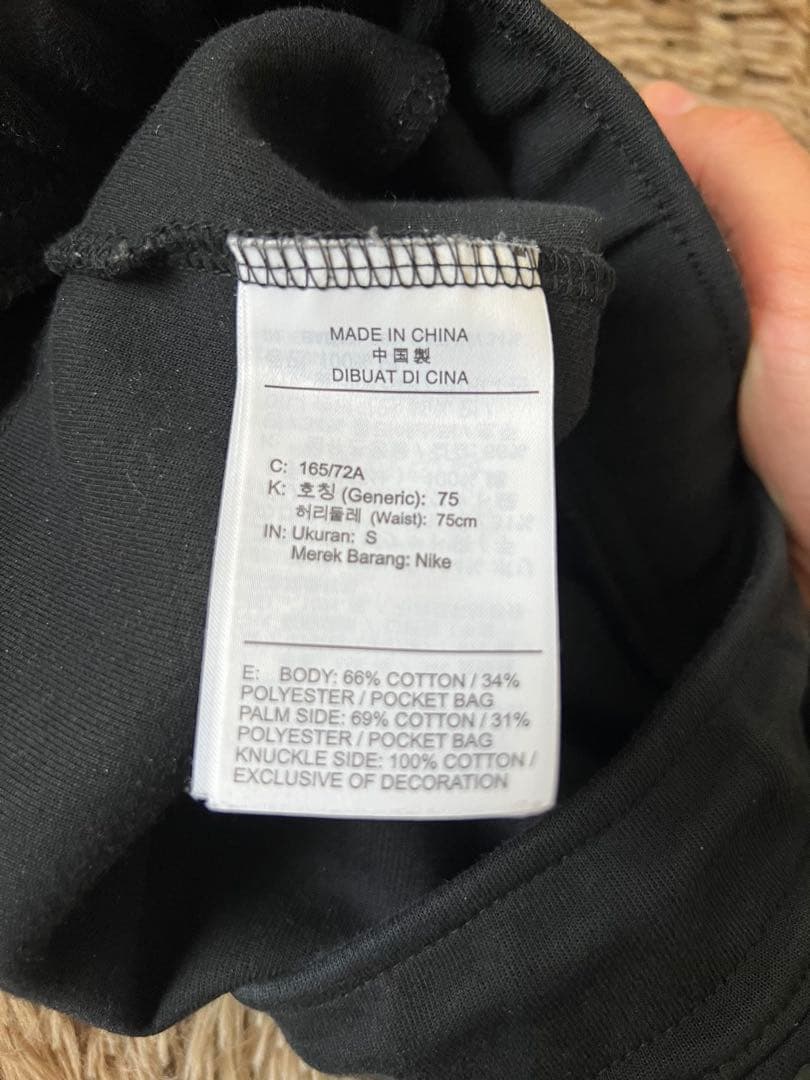 MADE IN CHINA
中国製
DIBUAT DI CINA
C: 165/72A
K: 호칭 (Generic): 75
허리둘레 (Waist): 75cm
IN: Ukuran: S
Merek Barang: Nike
E: BODY: 66% COTTON / 34%
POLYESTER / POCKET BAG
PALM SIDE: 69% COTTON / 31%
POLYESTER / POCKET BAG
KNUCKLE SIDE: 100% COTTON /
EXCLUSIVE OF DECORATION